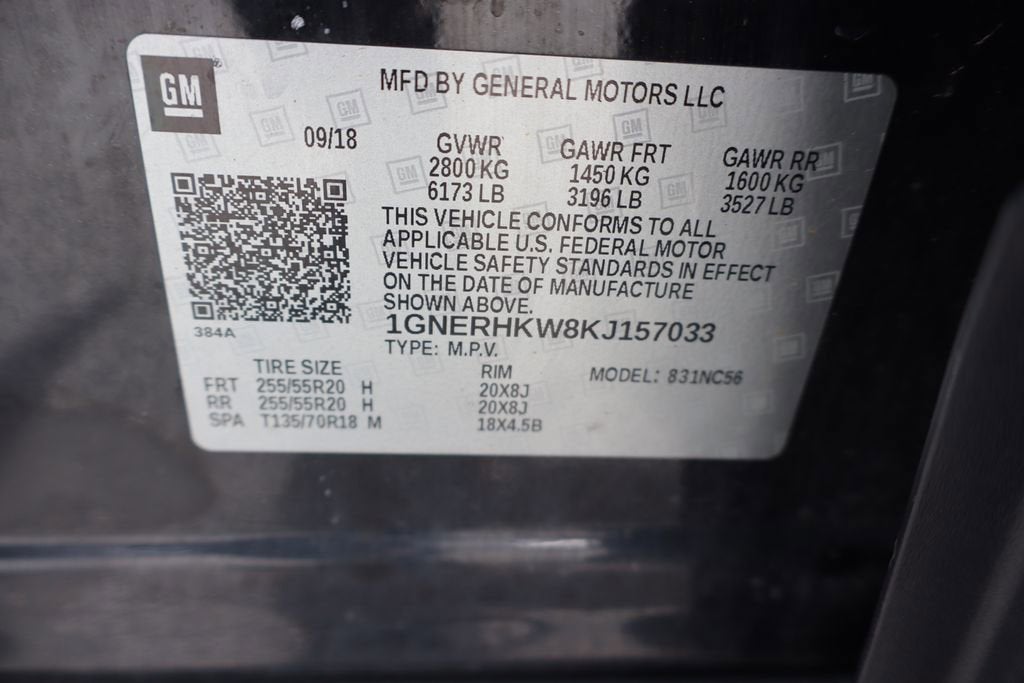 GM
MFD BY GENERAL MOTORS LLC
09/18
GVWR
2800 KG
6173 LB
GAWR FRT
1450 KG
3196 LB
GAWR RR
1600 KG
3527 LB
THIS VEHICLE CONFORMS TO ALL
APPLICABLE U.S. FEDERAL MOTOR
VEHICLE SAFETY STANDARDS IN EFFECT
ON THE DATE OF MANUFACTURE
SHOWN ABOVE.
384A
1GNERHKW8KJ157033
TYPE: M.P.V.
TIRE SIZE RIM MODEL: 831NC56
FRT 255/55R20 H 20X8J
RR 255/55R20 H 20X8J
SPA T135/70R18 M 18X4.5B